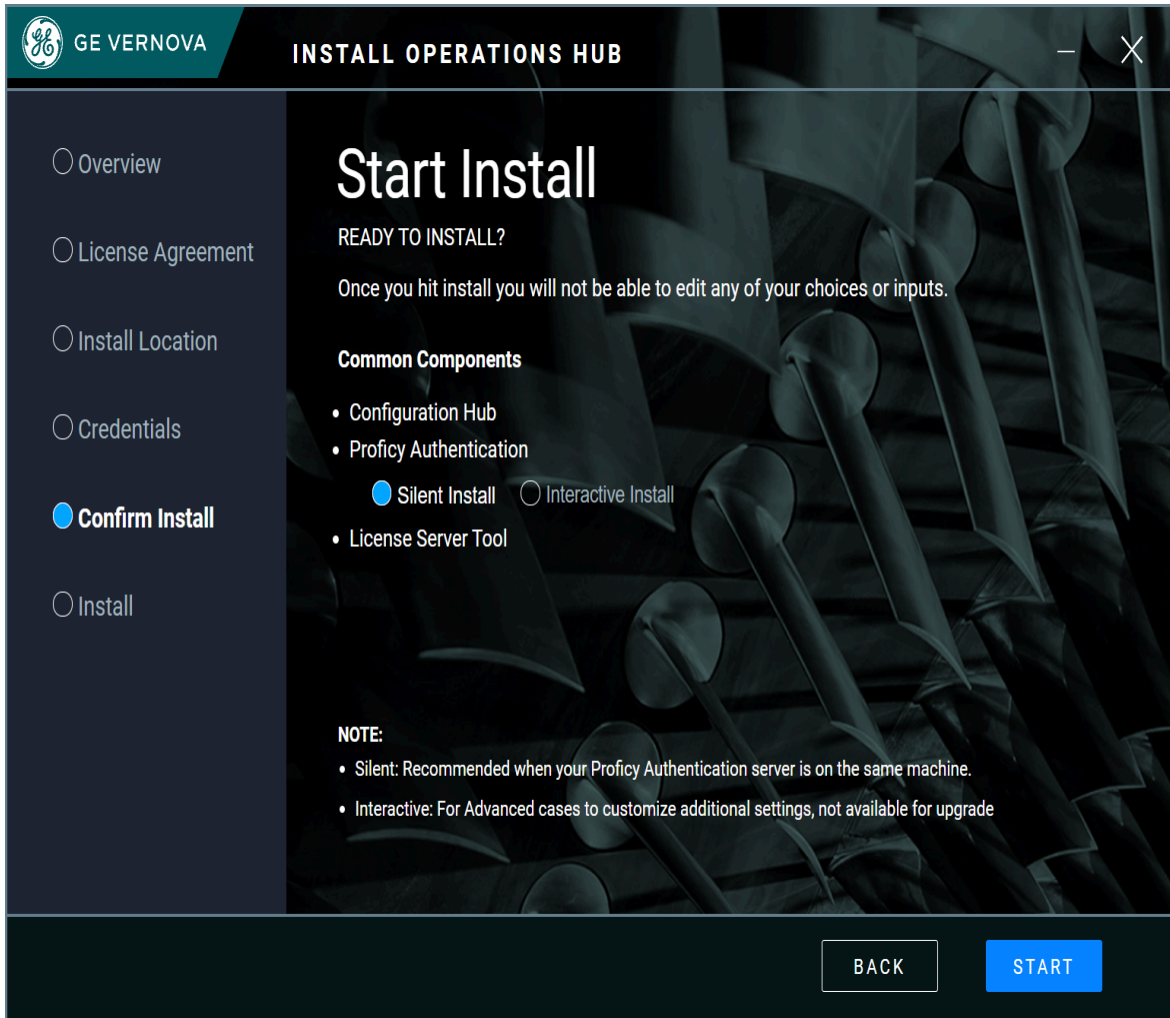 GE VERNOVA
INSTALL OPERATIONS HUB
Overview
License Agreement
Install Location
Credentials
Confirm Install
Install
Start Install
READY TO INSTALL?
Once you hit install you will not be able to edit any of your choices or inputs.
Common Components
• Configuration Hub
• Proficy Authentication
Silent Install Interactive Install
• License Server Tool
NOTE:
• Silent: Recommended when your Proficy Authentication server is on the same machine.
• Interactive: For Advanced cases to customize additional settings, not available for upgrade
BACK START